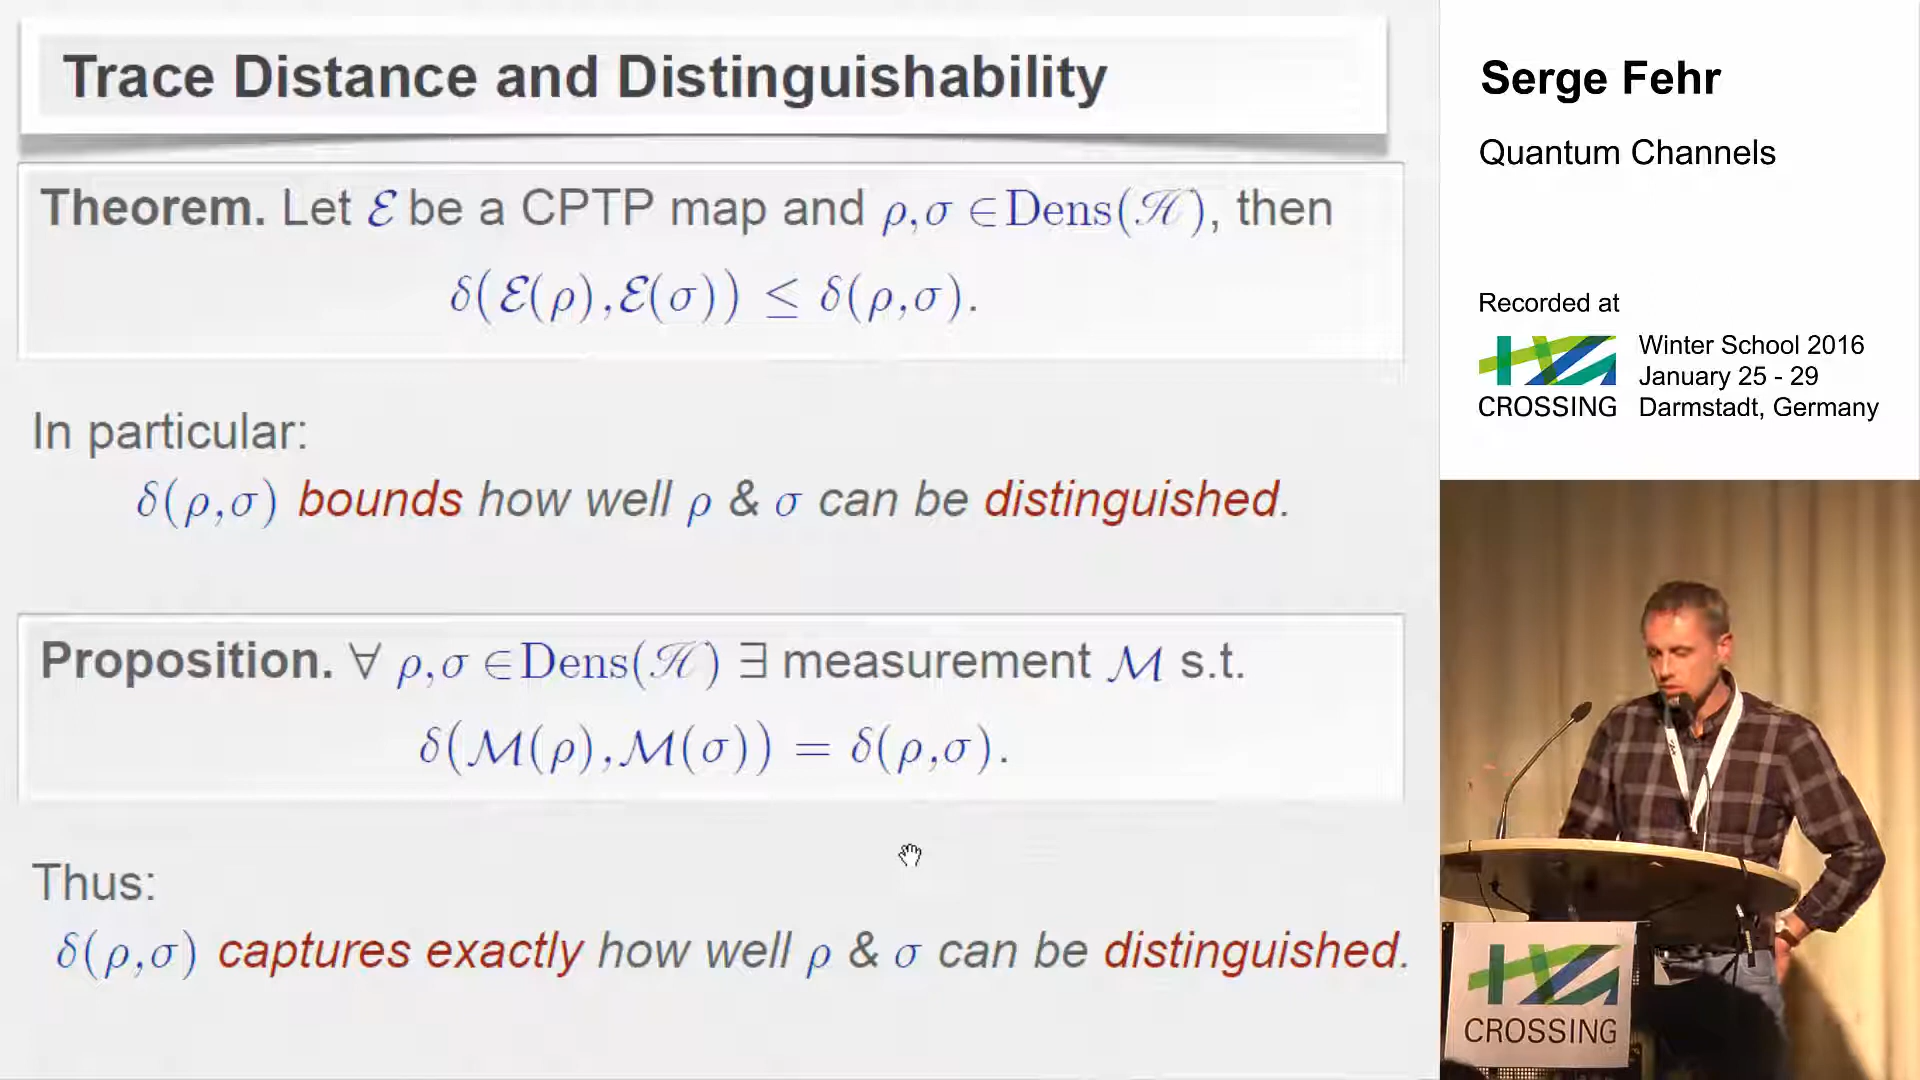 Trace Distance and Distinguishability
Theorem. Let ℰ be a CPTP map and ρ,σ ∈ Dens(ℋ), then
δ(ℰ(ρ),ℰ(σ)) ≤ δ(ρ,σ).
In particular:
δ(ρ,σ) bounds how well ρ & σ can be distinguished.
Proposition. ∀ ρ,σ ∈ Dens(ℋ) ∃ measurement ℳ s.t.
δ(ℳ(ρ),ℳ(σ)) = δ(ρ,σ).
Thus:
δ(ρ,σ) captures exactly how well ρ & σ can be distinguished.
Serge Fehr
Quantum Channels
Recorded at
Winter School 2016
January 25 - 29
CROSSING Darmstadt, Germany
CROSSING